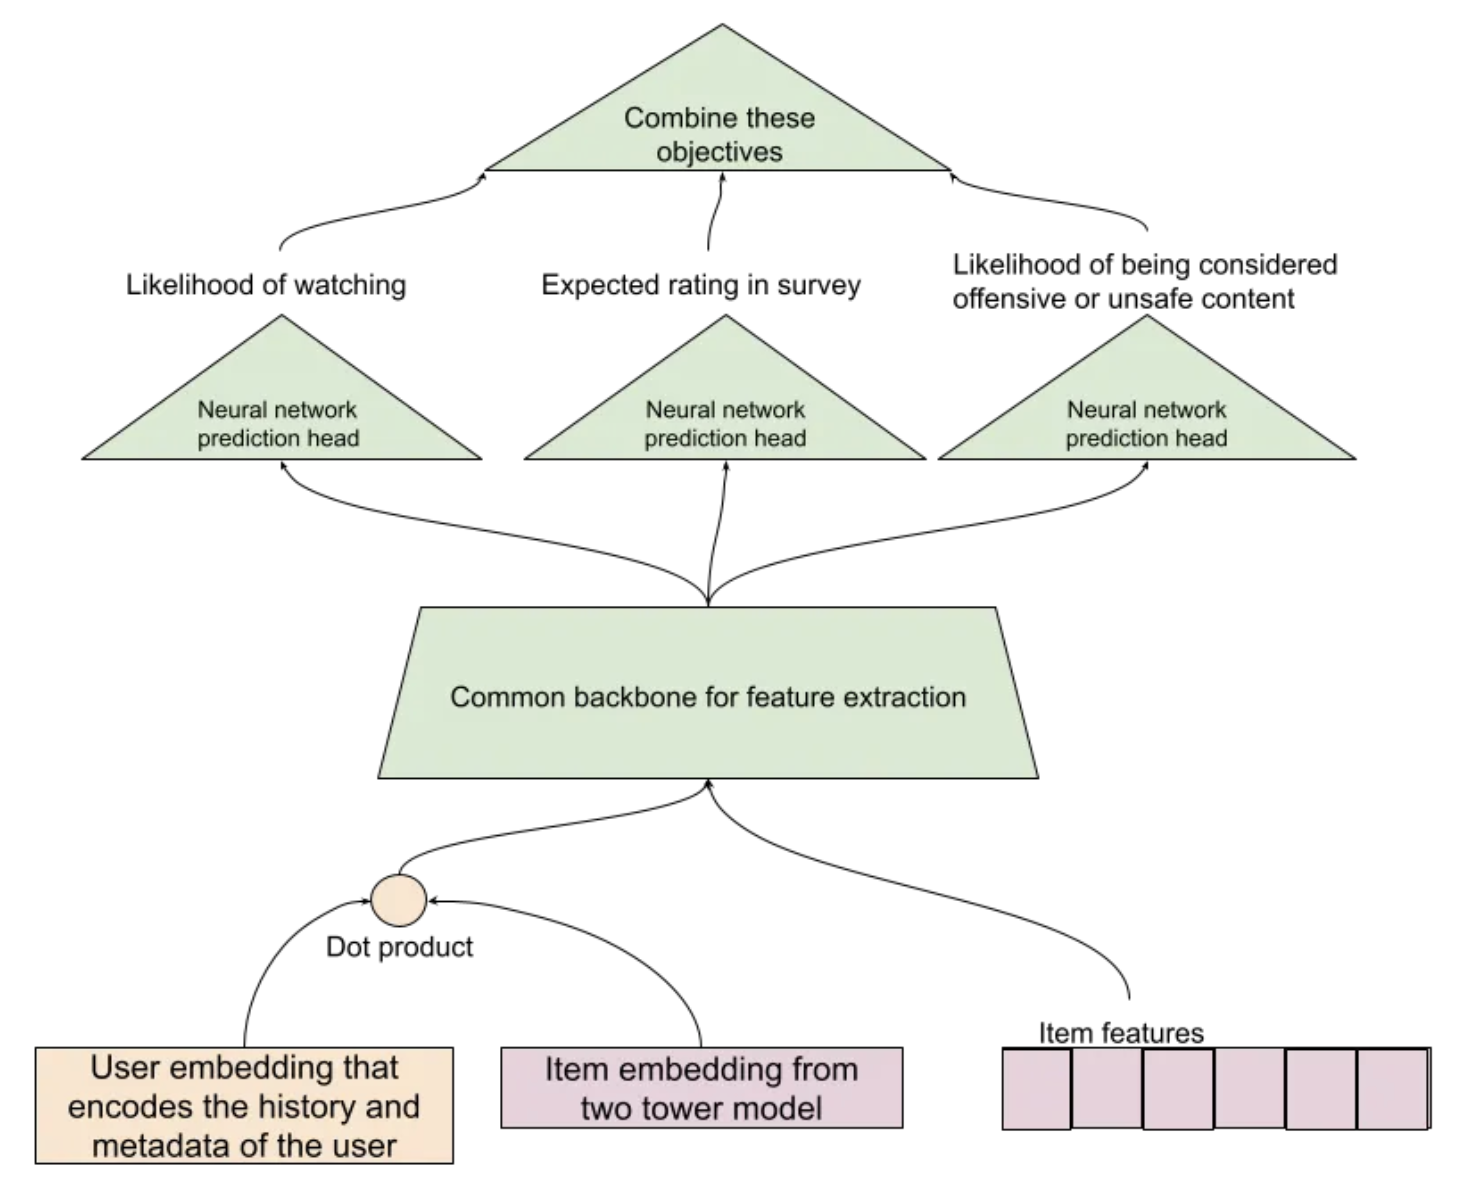 Combine these
objectives
Likelihood of watching
Expected rating in survey
Likelihood of being considered
offensive or unsafe content
Neural network
prediction head
Neural network
prediction head
Neural network
prediction head
Common backbone for feature extraction
Dot product
User embedding that
encodes the history and
metadata of the user
Item embedding from
two tower model
Item features